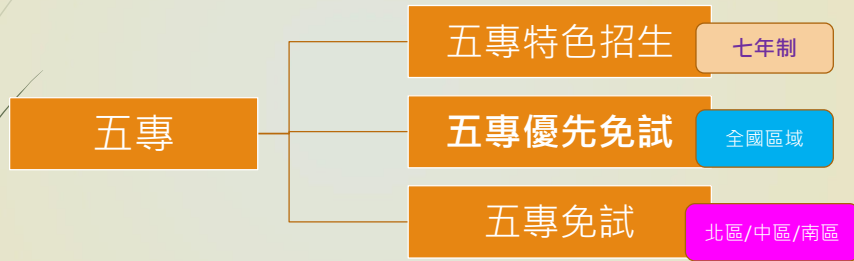 五專
五專特色招生
七年制
五專優先免試
全國區域
五專免試
北區/中區/南區